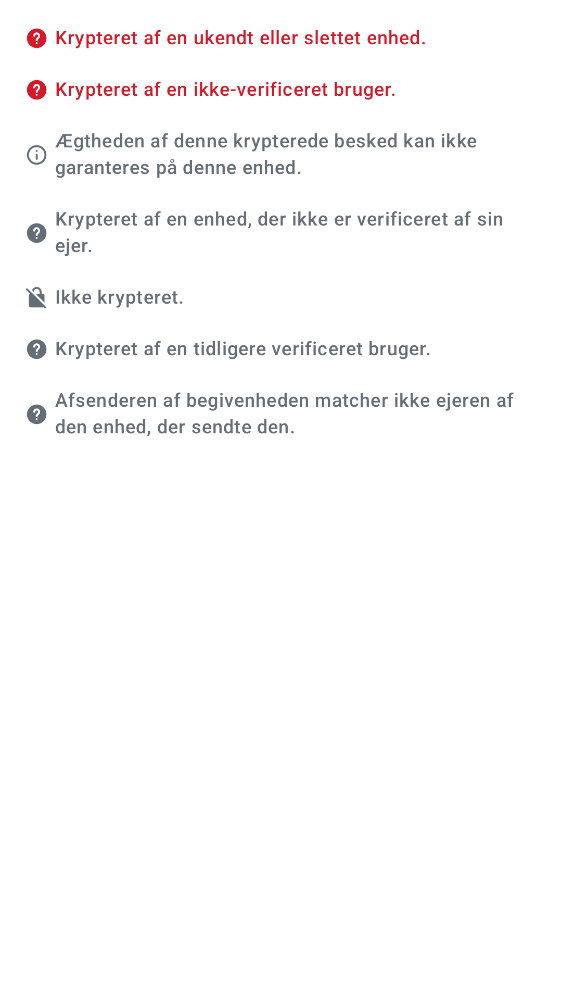 Krypteret af en ukendt eller slettet enhed.
Krypteret af en ikke-verificeret bruger.
Ægtheden af denne krypterede besked kan ikke
garanteres på denne enhed.
Krypteret af en enhed, der ikke er verificeret af sin
ejer.
Ikke krypteret.
Krypteret af en tidligere verificeret bruger.
Afsenderen af begivenheden matcher ikke ejeren af
den enhed, der sendte den.